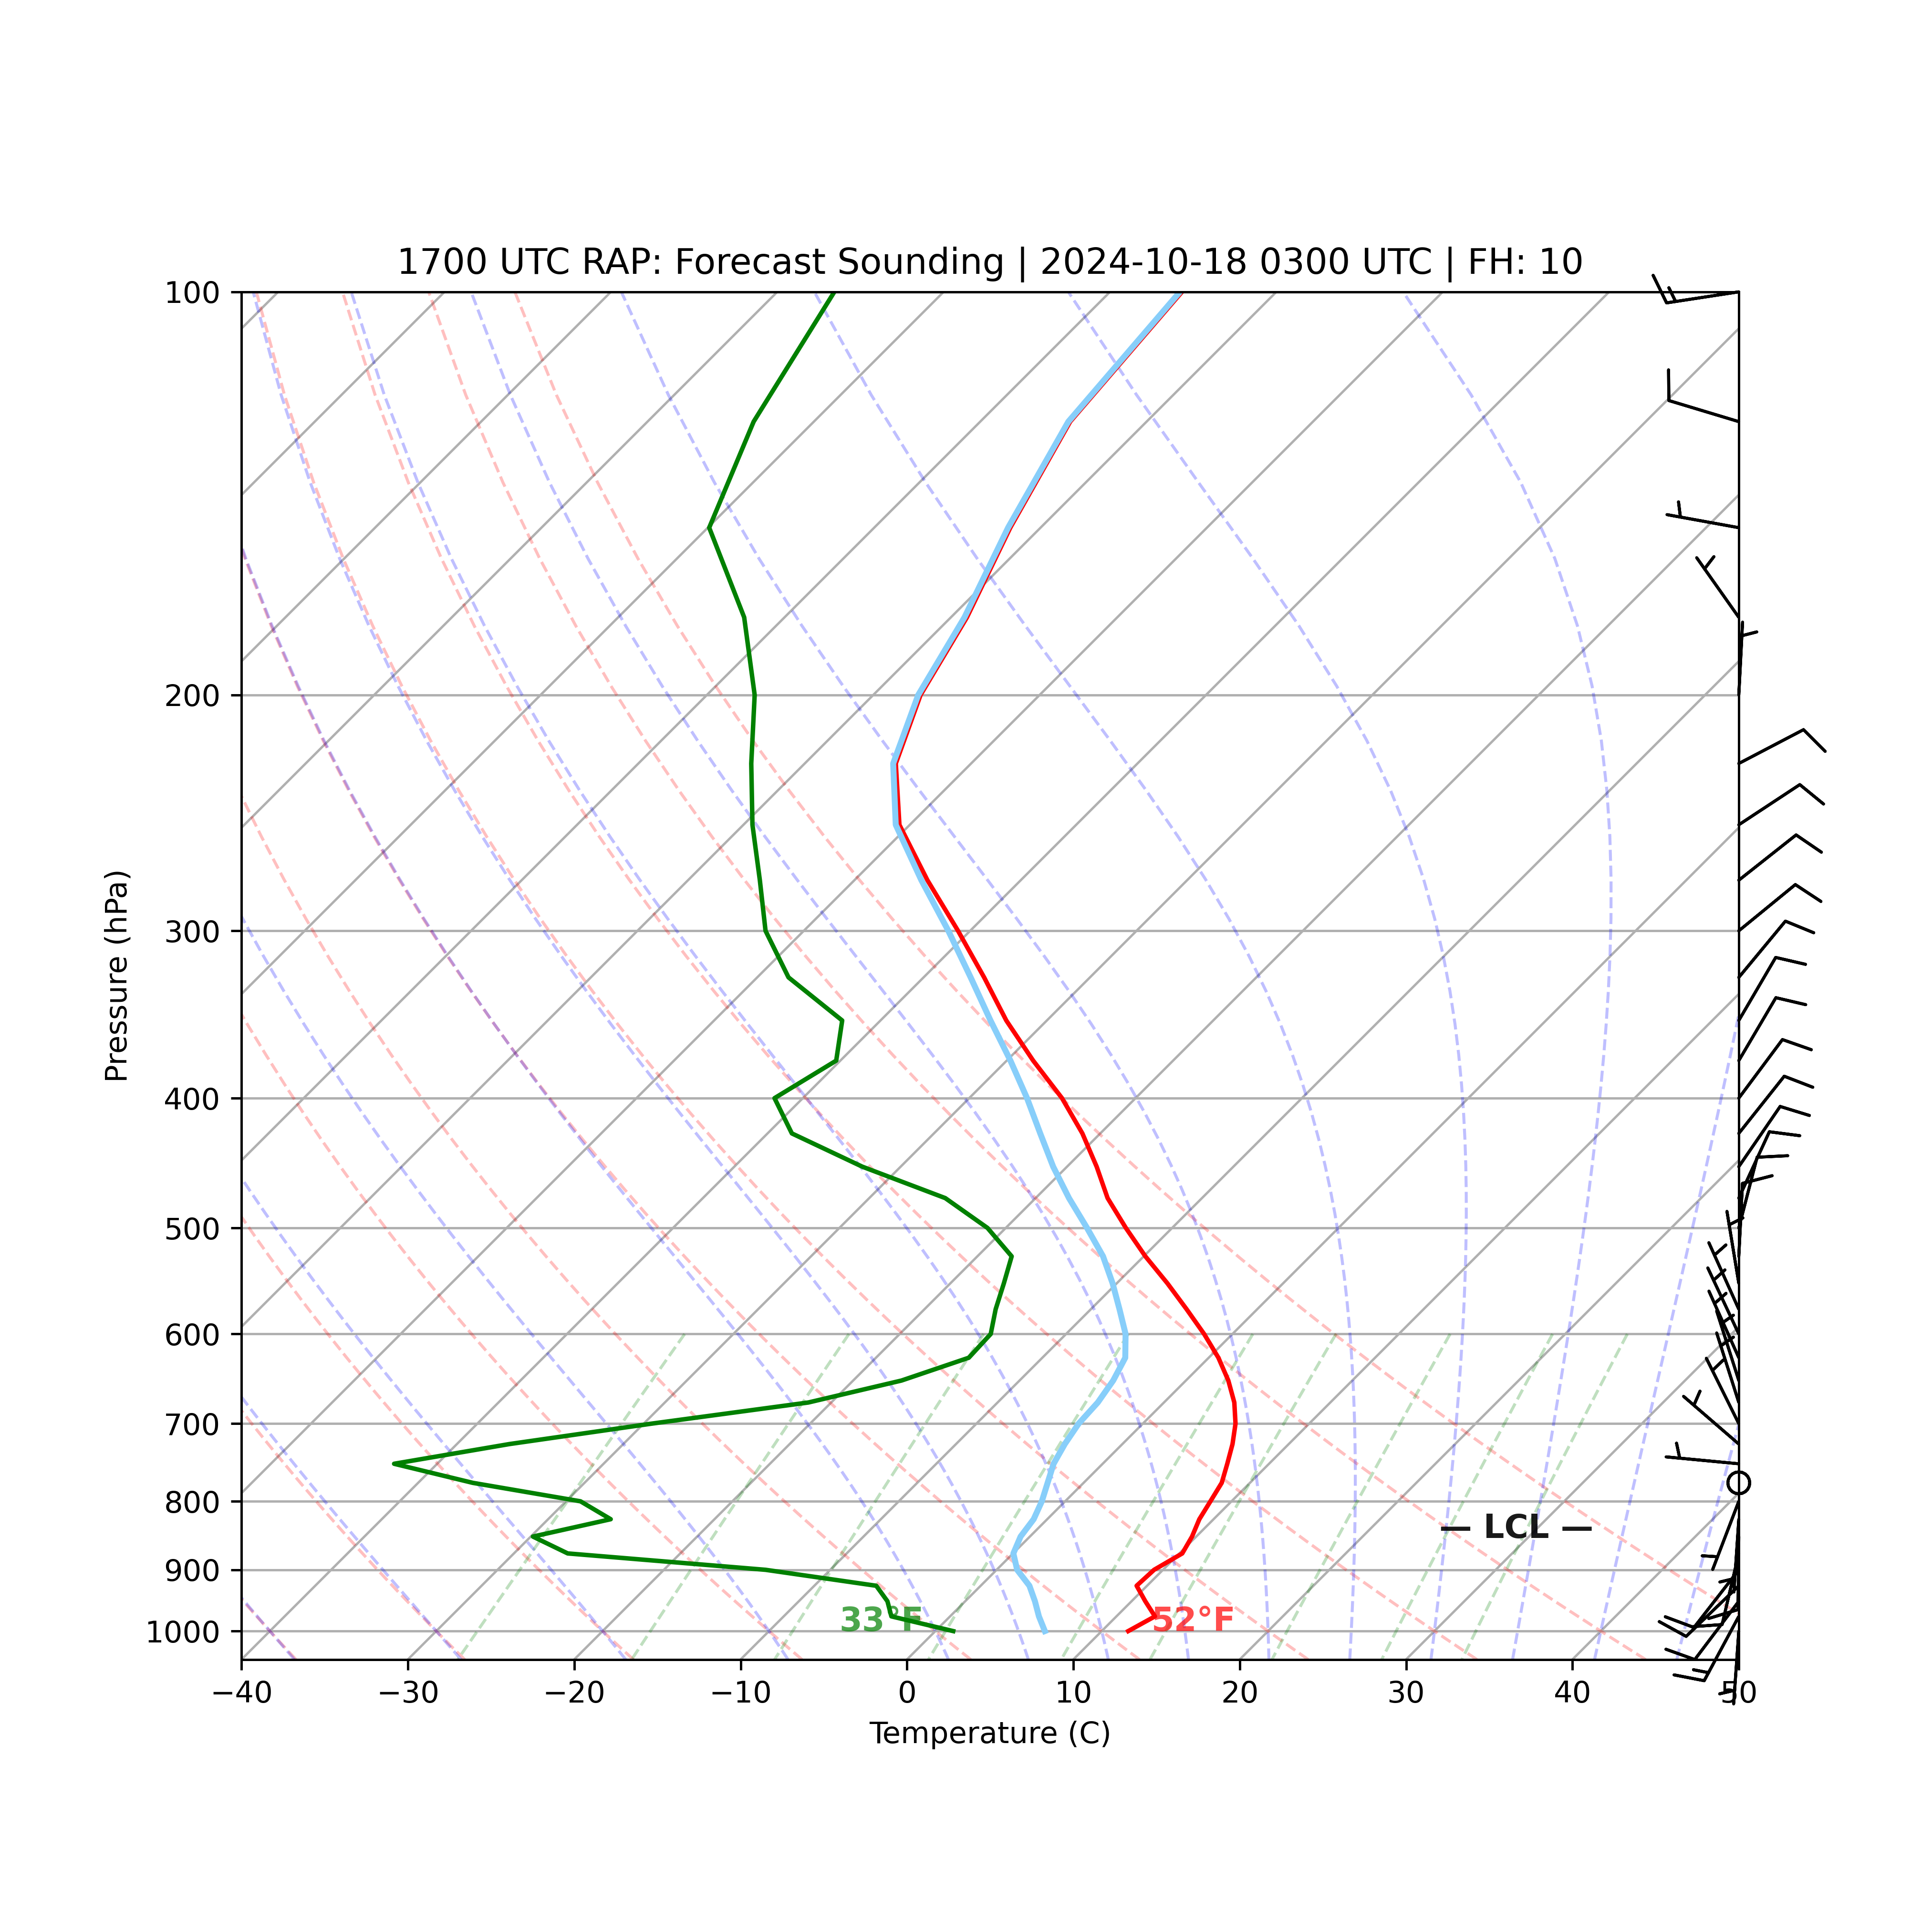 1700 UTC RAP: Forecast Sounding | 2024-10-18 0300 UTC | FH: 10
100
200
300
400
500
600
700
800
900
1000
Pressure (hPa)
— LCL —
33°F
52°F
−40 −30 −20 −10 0 10 20 30 40 50
Temperature (C)